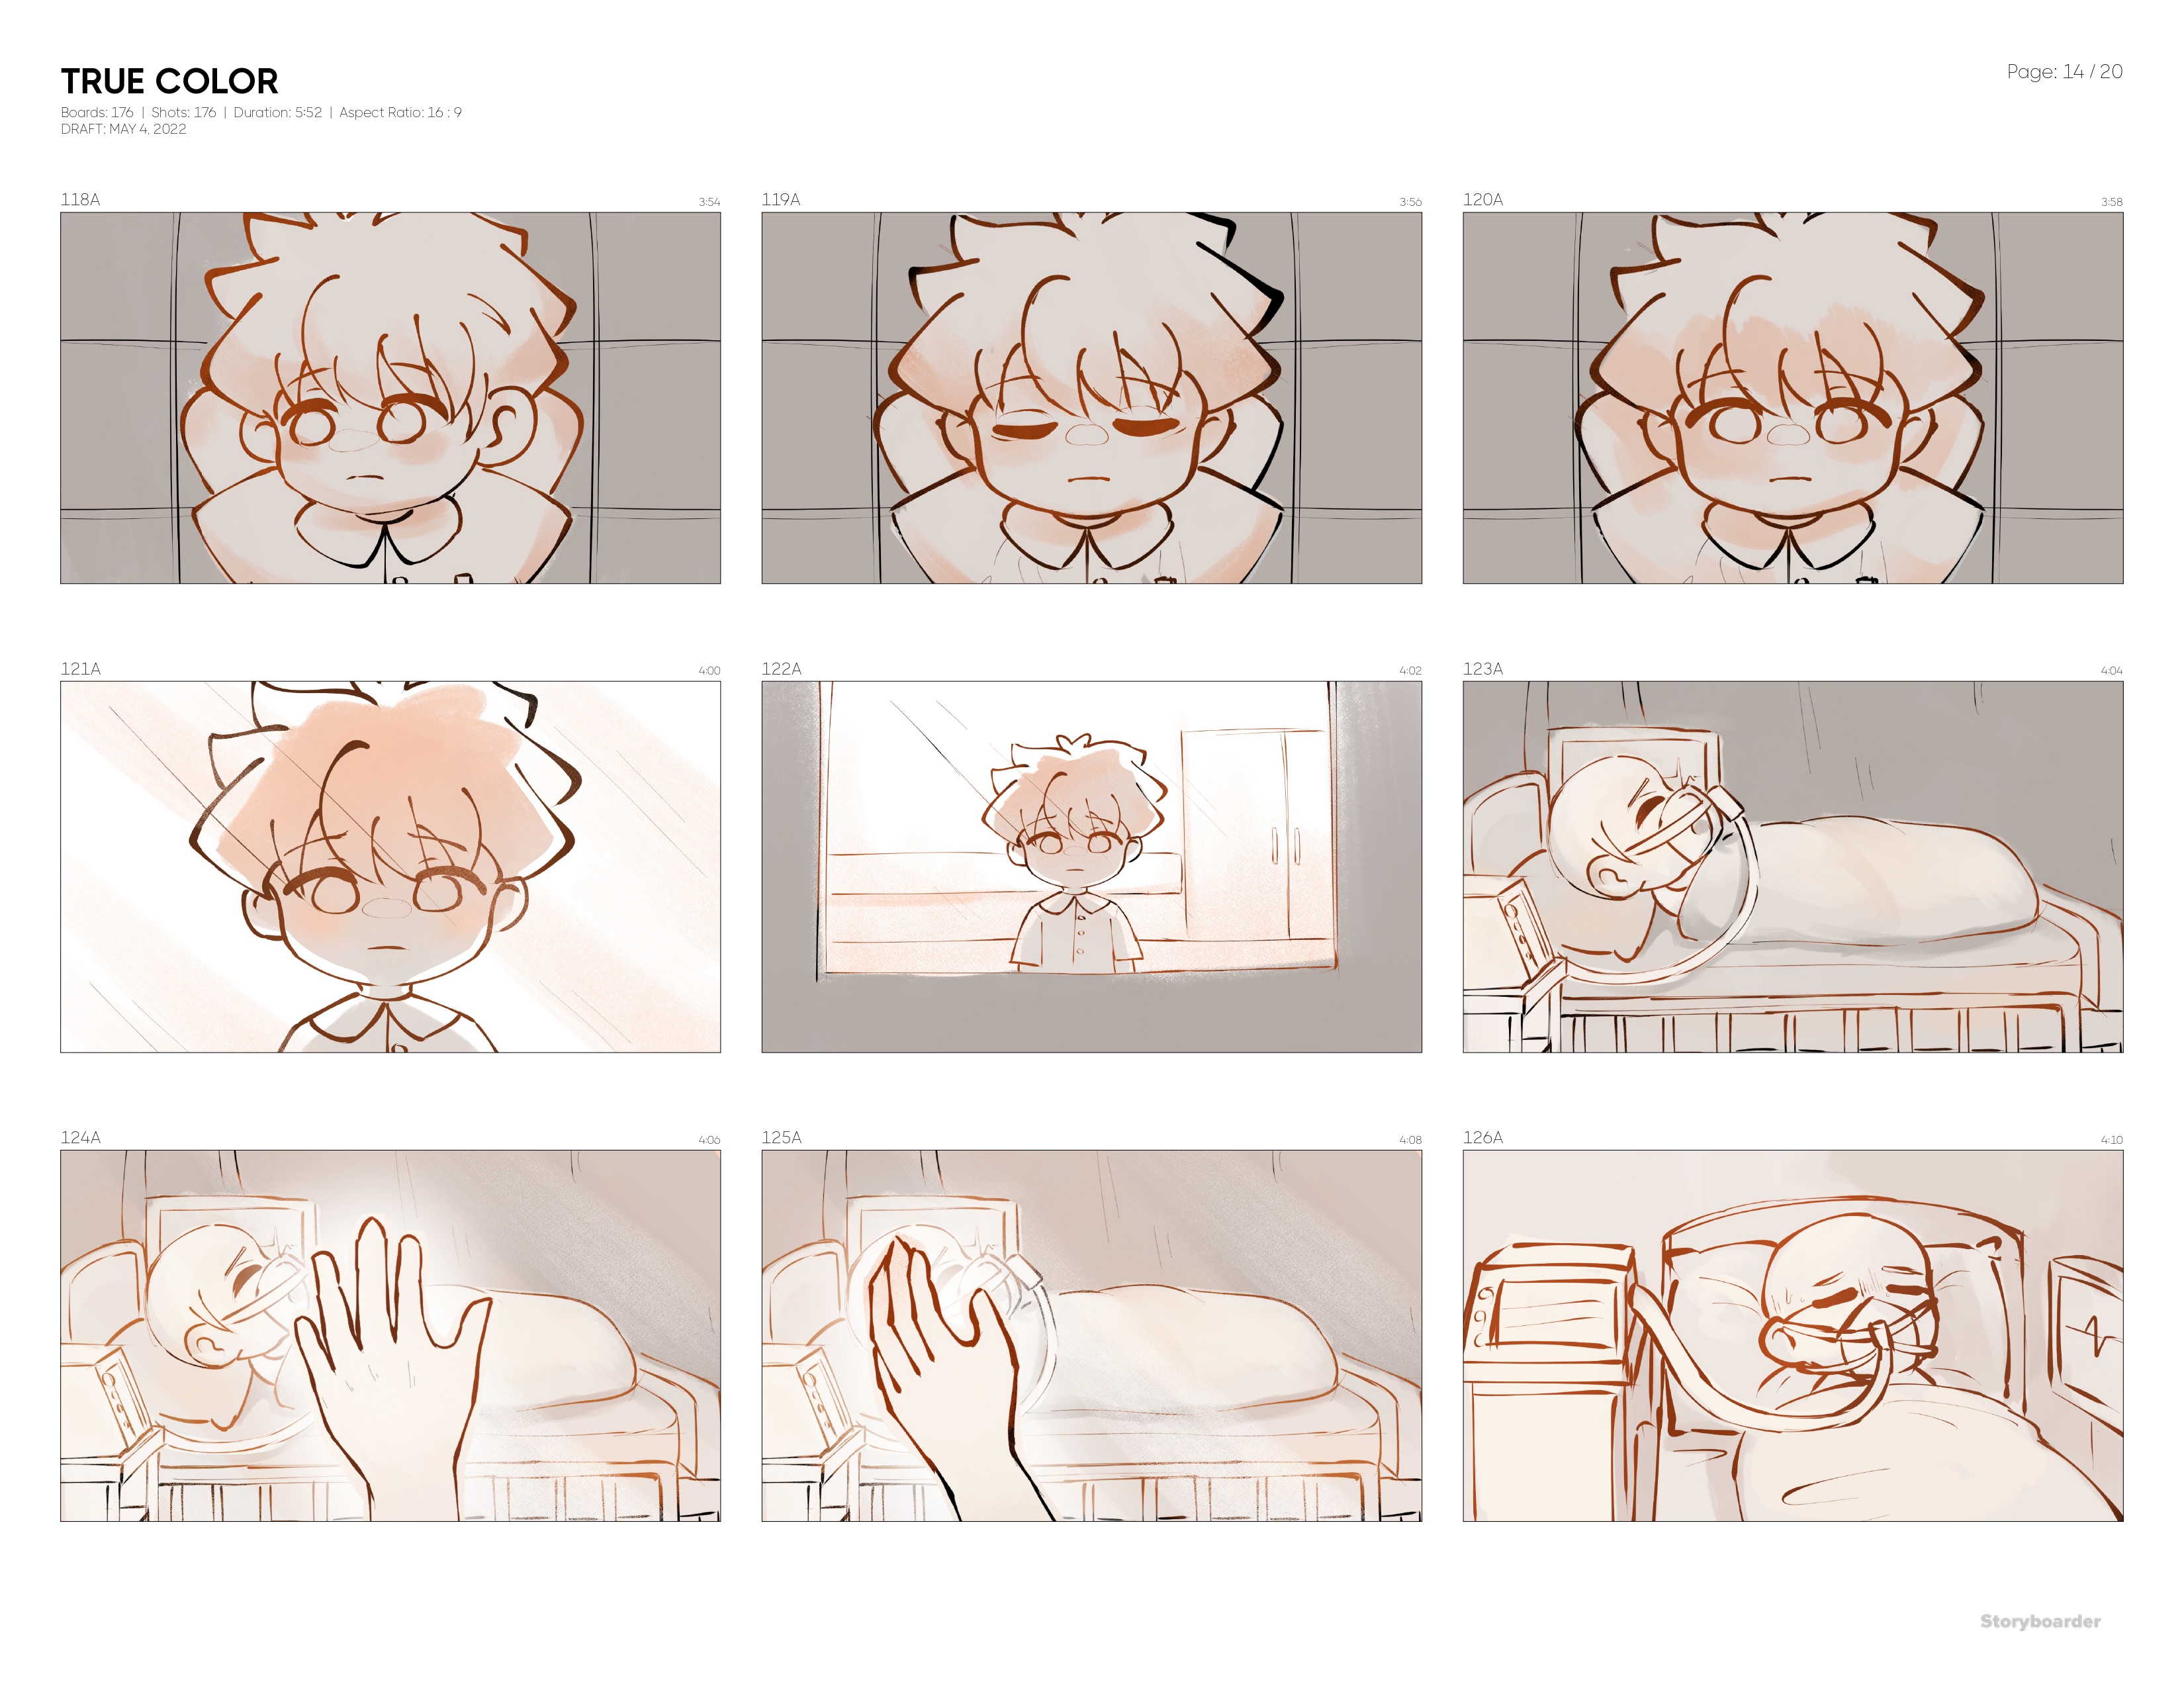 TRUE COLOR
Page: 14 / 20
Boards: 176 | Shots: 176 | Duration: 5:52 | Aspect Ratio: 16 : 9
DRAFT: MAY 4, 2022
118A
3:54
119A
3:56
120A
3:58
121A
4:00
122A
4:02
123A
4:04
124A
4:06
125A
4:08
126A
4:10
Storyboarder